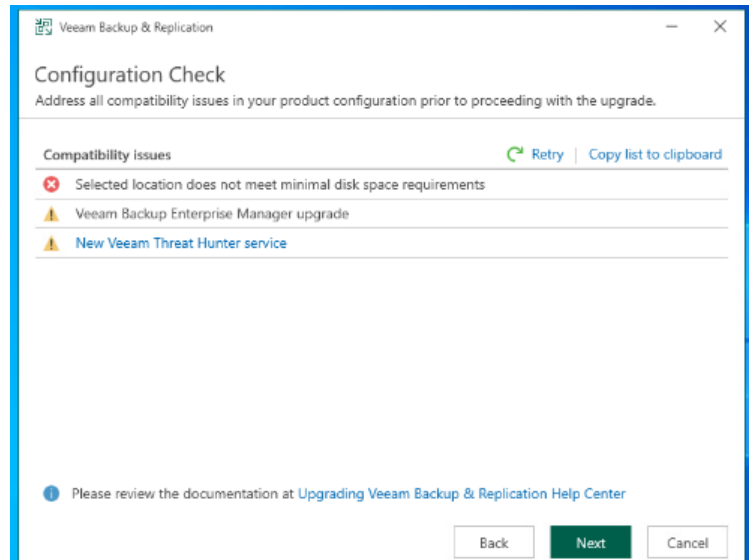 Veeam Backup & Replication
Configuration Check
Address all compatibility issues in your product configuration prior to proceeding with the upgrade.
Compatibility issues Retry Copy list to clipboard
Selected location does not meet minimal disk space requirements
Veeam Backup Enterprise Manager upgrade
New Veeam Threat Hunter service
Please review the documentation at Upgrading Veeam Backup & Replication Help Center
Back Next Cancel